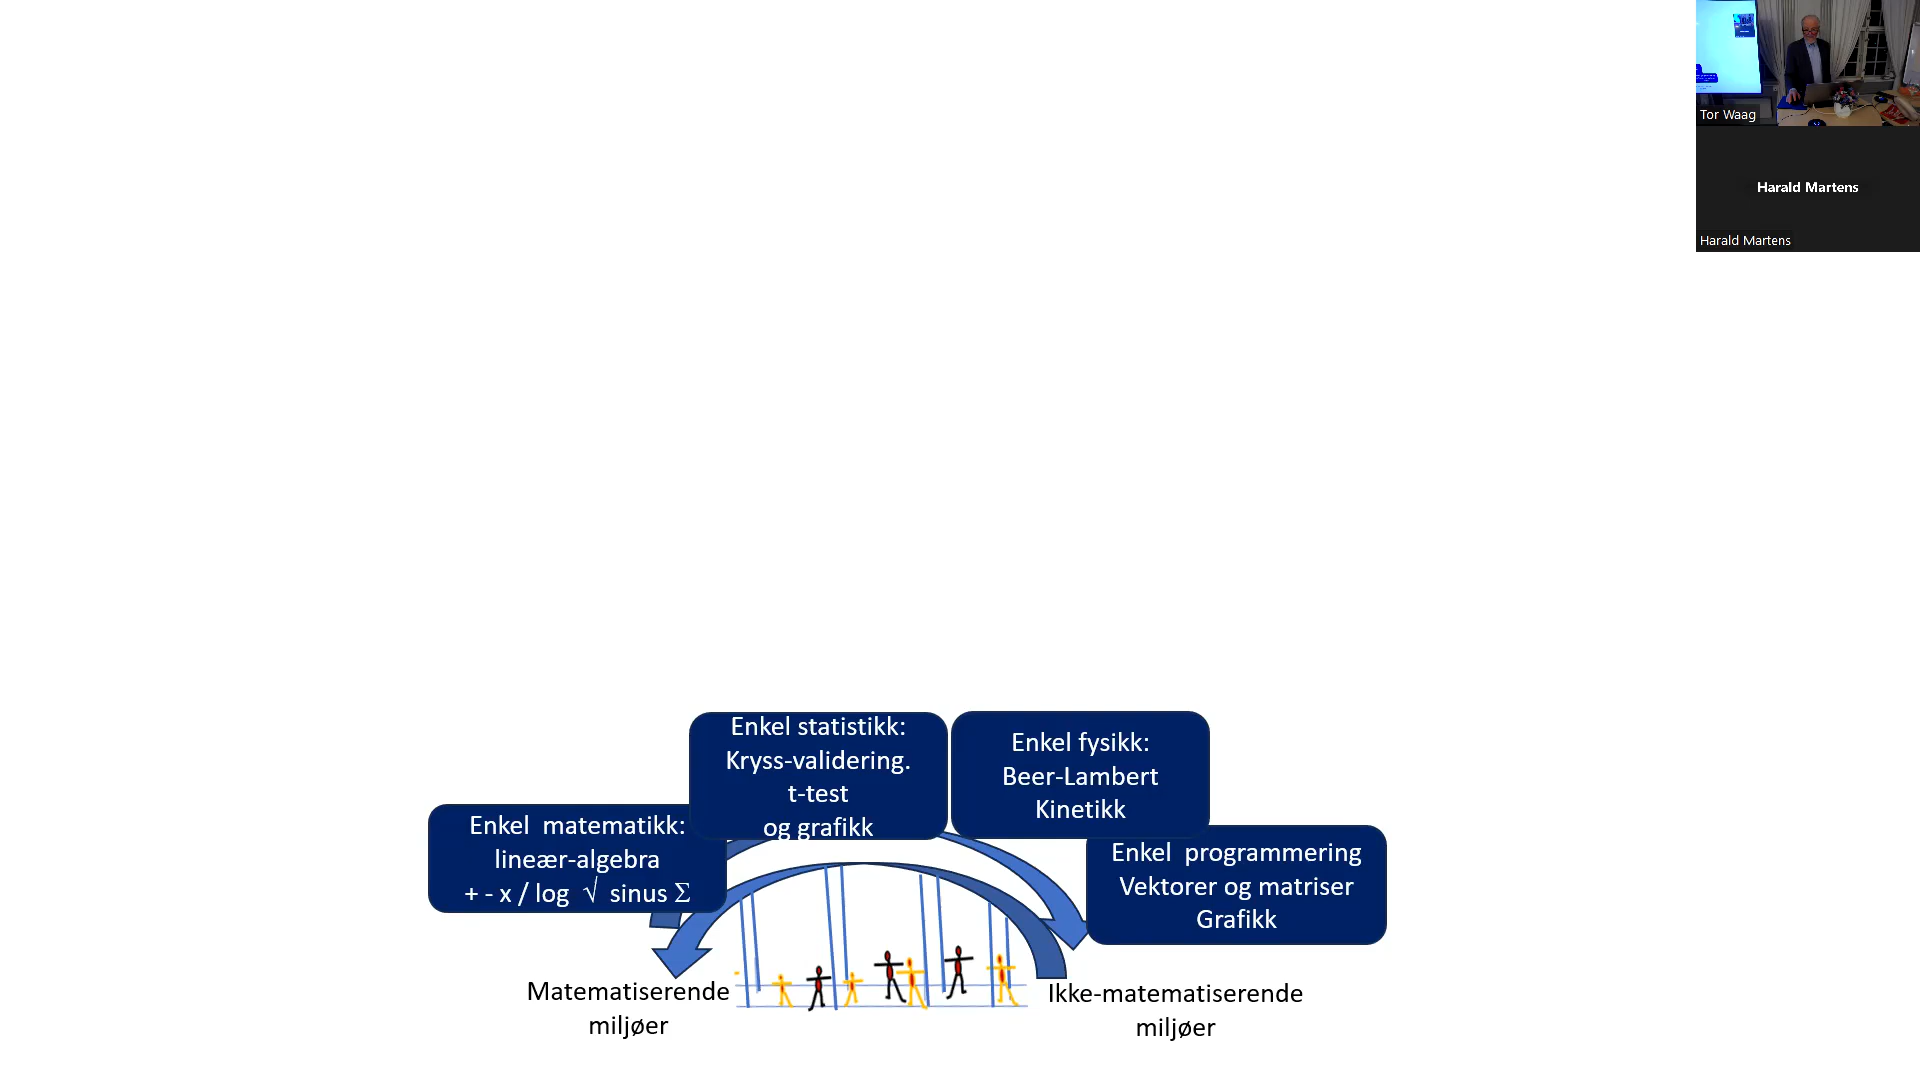 Tor Waag
Harald Martens
Harald Martens
Enkel statistikk:
Kryss-validering.
t-test
og grafikk
Enkel fysikk:
Beer-Lambert
Kinetikk
Enkel matematikk:
lineær-algebra
+ - x / log √ sinus Σ
Enkel programmering
Vektorer og matriser
Grafikk
Matematiserende
miljøer
Ikke-matematiserende
miljøer